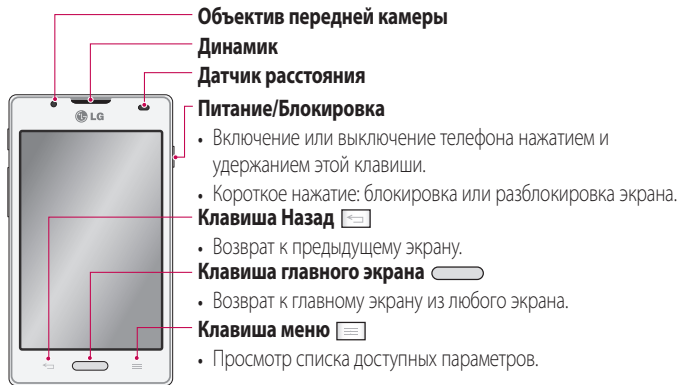 Объектив передней камеры
Динамик
Датчик расстояния
Питание/Блокировка
• Включение или выключение телефона нажатием и
удержанием этой клавиши.
• Короткое нажатие: блокировка или разблокировка экрана.
Клавиша Назад
• Возврат к предыдущему экрану.
Клавиша главного экрана
• Возврат к главному экрану из любого экрана.
Клавиша меню
• Просмотр списка доступных параметров.
LG